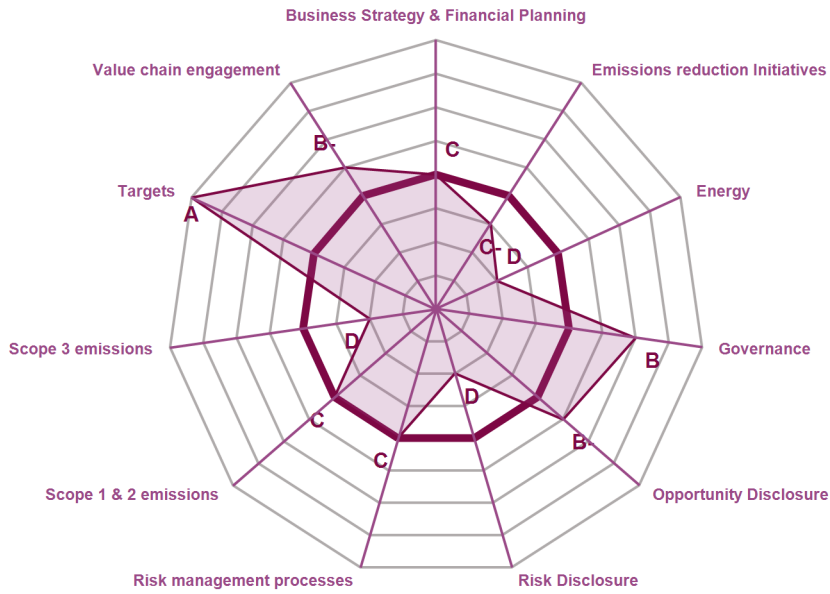 Business Strategy & Financial Planning
Value chain engagement
Emissions reduction Initiatives
B-
C
Targets
Energy
A
C-
D
Scope 3 emissions
D
Governance
B
C
D
B-
C
Scope 1 & 2 emissions
Opportunity Disclosure
Risk management processes
Risk Disclosure